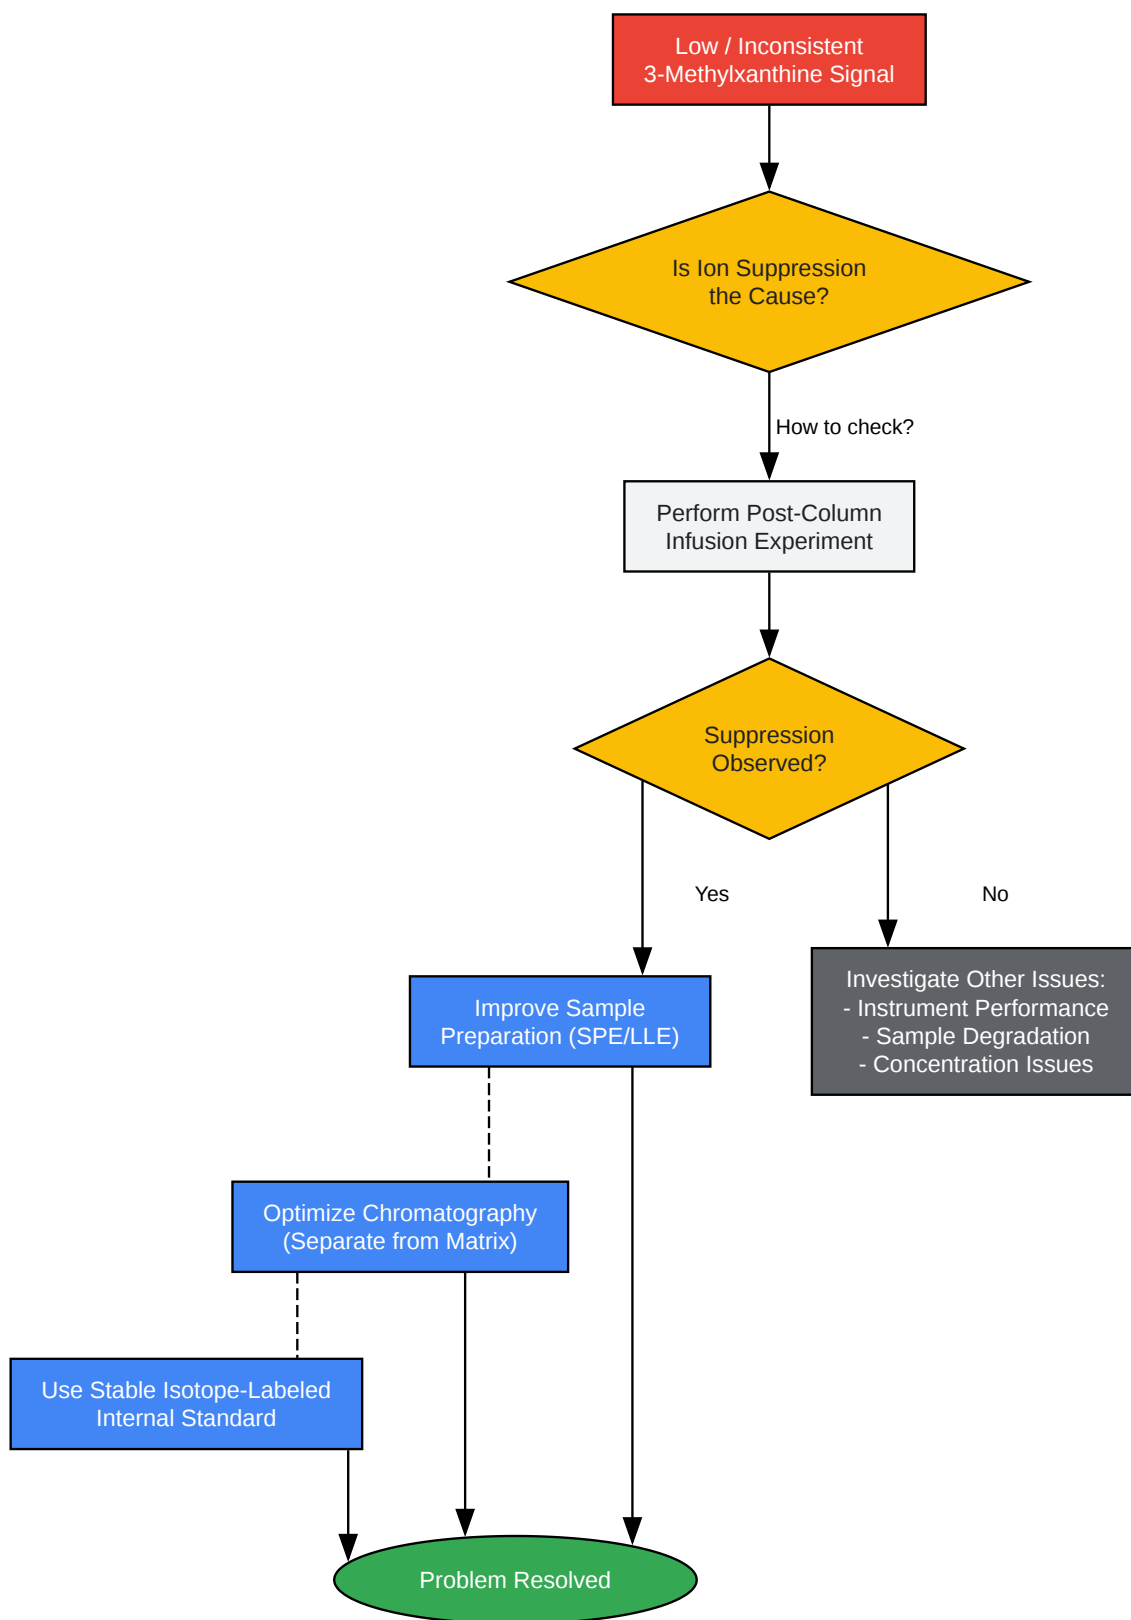 Low / Inconsistent
3-Methylxanthine Signal
Is Ion Suppression
the Cause?
How to check?
Perform Post-Column
Infusion Experiment
Suppression
Observed?
Yes
No
Investigate Other Issues:
- Instrument Performance
- Sample Degradation
- Concentration Issues
Improve Sample
Preparation (SPE/LLE)
Optimize Chromatography
(Separate from Matrix)
Use Stable Isotope-Labeled
Internal Standard
Problem Resolved